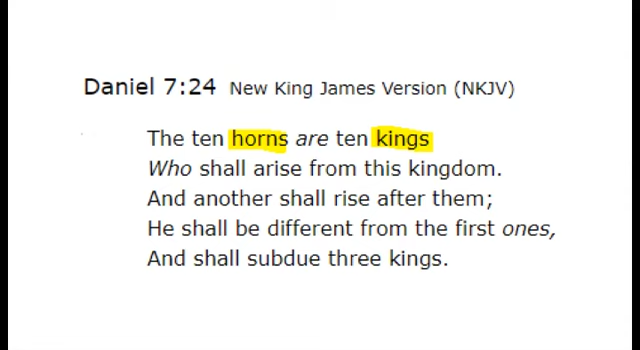 Daniel 7:24 New King James Version (NKJV)
The ten horns are ten kings
Who shall arise from this kingdom.
And another shall rise after them;
He shall be different from the first ones,
And shall subdue three kings.